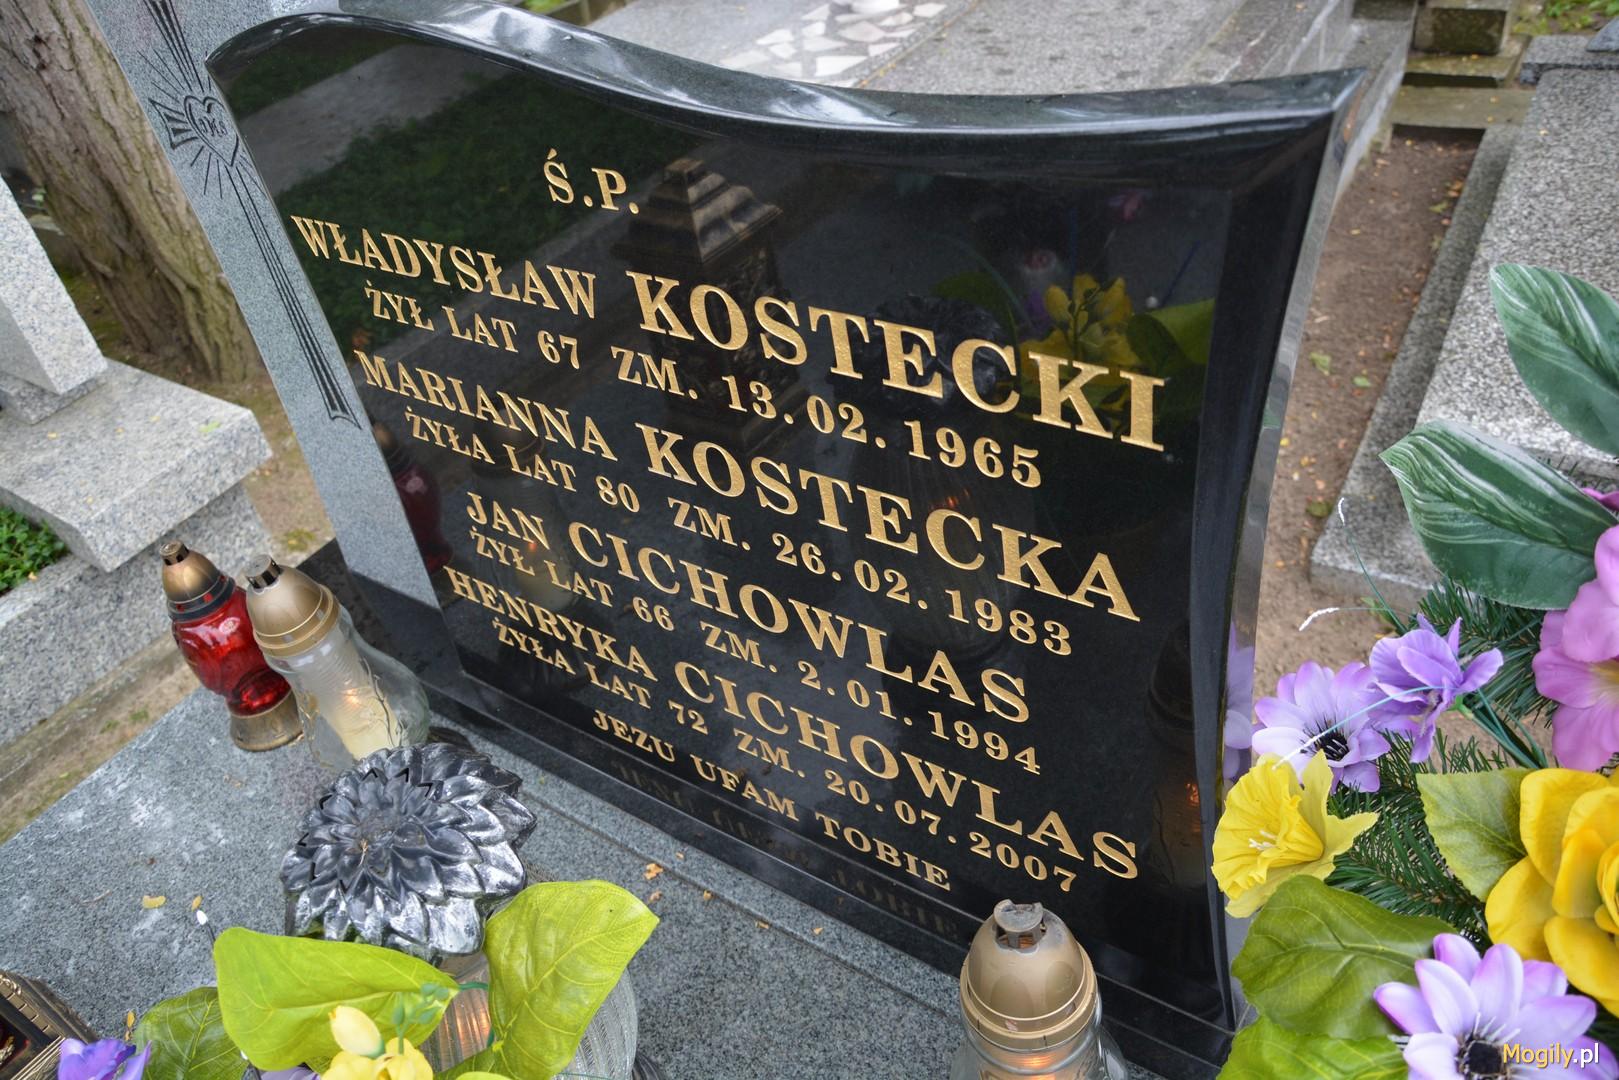 Ś.P.
WŁADYSŁAW KOSTECKI
ŻYŁ LAT 67 ZM. 13.02.1965
MARIANNA KOSTECKA
ŻYŁA LAT 80 ZM. 26.02.1983
JAN CICHOWLAS
ŻYŁ LAT 66 ZM. 2.01.1994
HENRYKA CICHOWLAS
ŻYŁA LAT 72 ZM. 20.07.2007
JEZU UFAM TOBIE
Mogily.pl